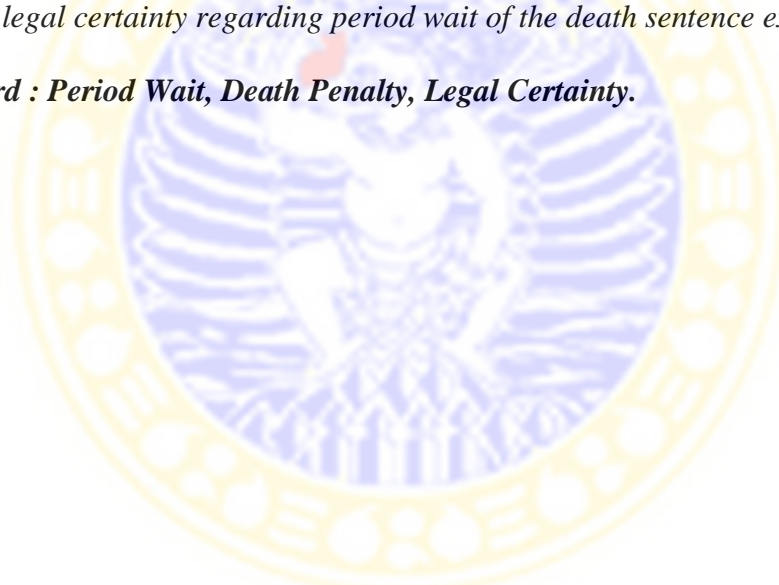 legal certainty regarding period wait of the death sentence
rd : Period Wait, Death Penalty, Legal Certainty.